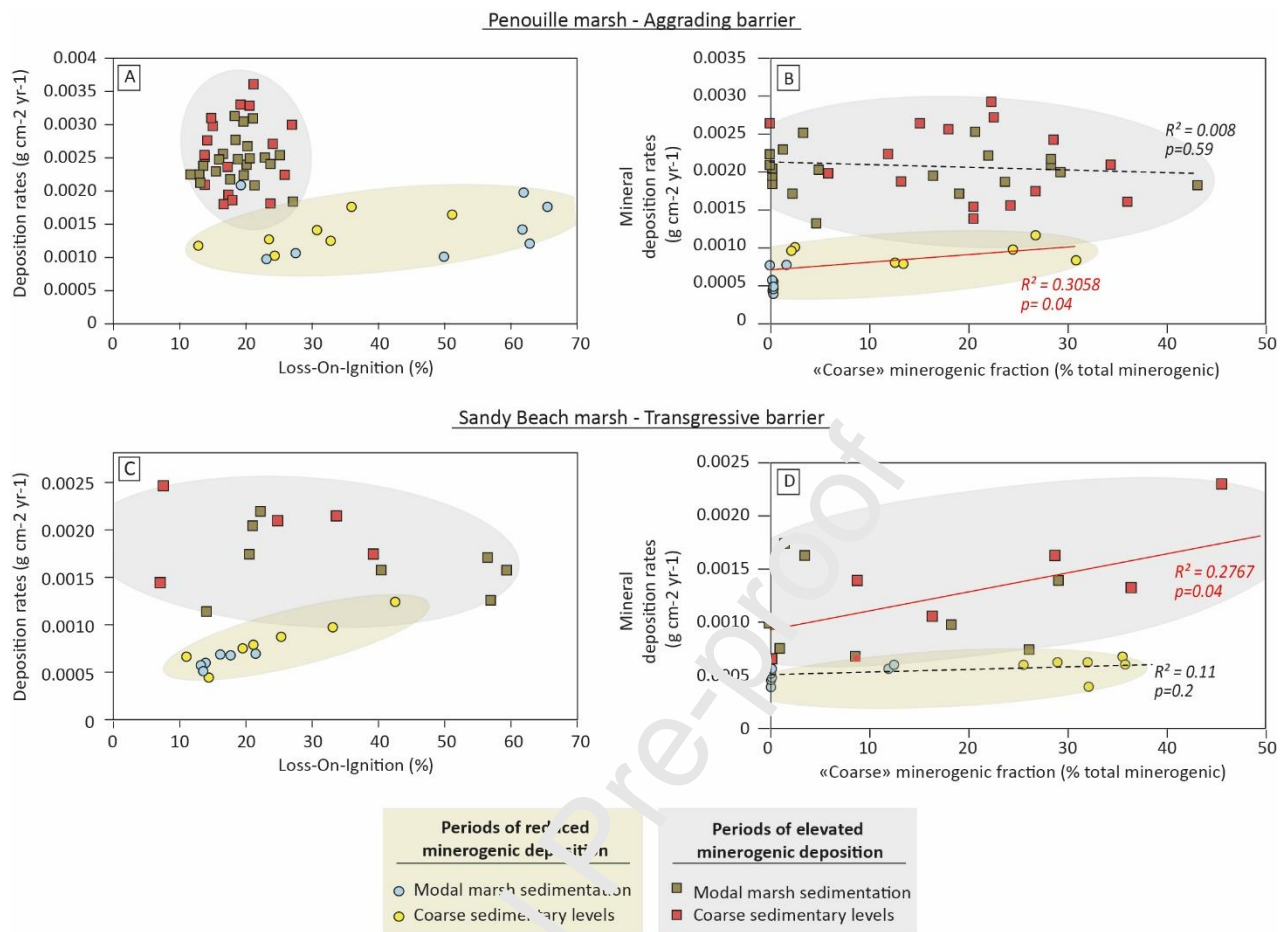 Penouille marsh - Aggrading barrier
A
Deposition rates (g cm-2 yr-1)
0.004
0.0035
0.0030
0.0025
0.0020
0.0015
0.0010
0.0005
0
0 10 20 30 40 50 60 70
Loss-On-Ignition (%)
B
Mineral
deposition rates
(g cm-2 yr-1)
0.0035
0.0030
0.0025
0.0020
0.0015
0.0010
0.0005
0
R² = 0.008
p=0.59
R² = 0.3058
p= 0.04
0 10 20 30 40 50
«Coarse» minerogenic fraction (% total minerogenic)
Sandy Beach marsh - Transgressive barrier
C
Deposition rates (g cm-2 yr-1)
0.0025
0.0020
0.0015
0.0010
0.0005
0
0 10 20 30 40 50 60 70
Loss-On-Ignition (%)
D
Mineral
deposition rates
(g cm-2 yr-1)
0.0025
0.0020
0.0015
0.0010
0.0005
0
R² = 0.2767
p=0.04
R² = 0.11
p=0.2
0 10 20 30 40 50
«Coarse» minerogenic fraction (% total minerogenic)
Pre-proof
Periods of reduced
minerogenic deposition
Modal marsh sedimentation
Coarse sedimentary levels
Periods of elevated
minerogenic deposition
Modal marsh sedimentation
Coarse sedimentary levels